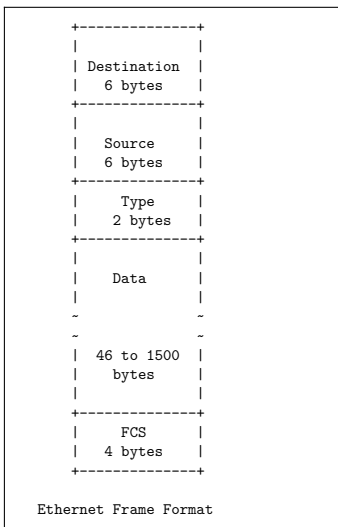 Destination
6 bytes
Source
6 bytes
Type
2 bytes
Data
46 to 1500
bytes
FCS
4 bytes
Ethernet Frame Format